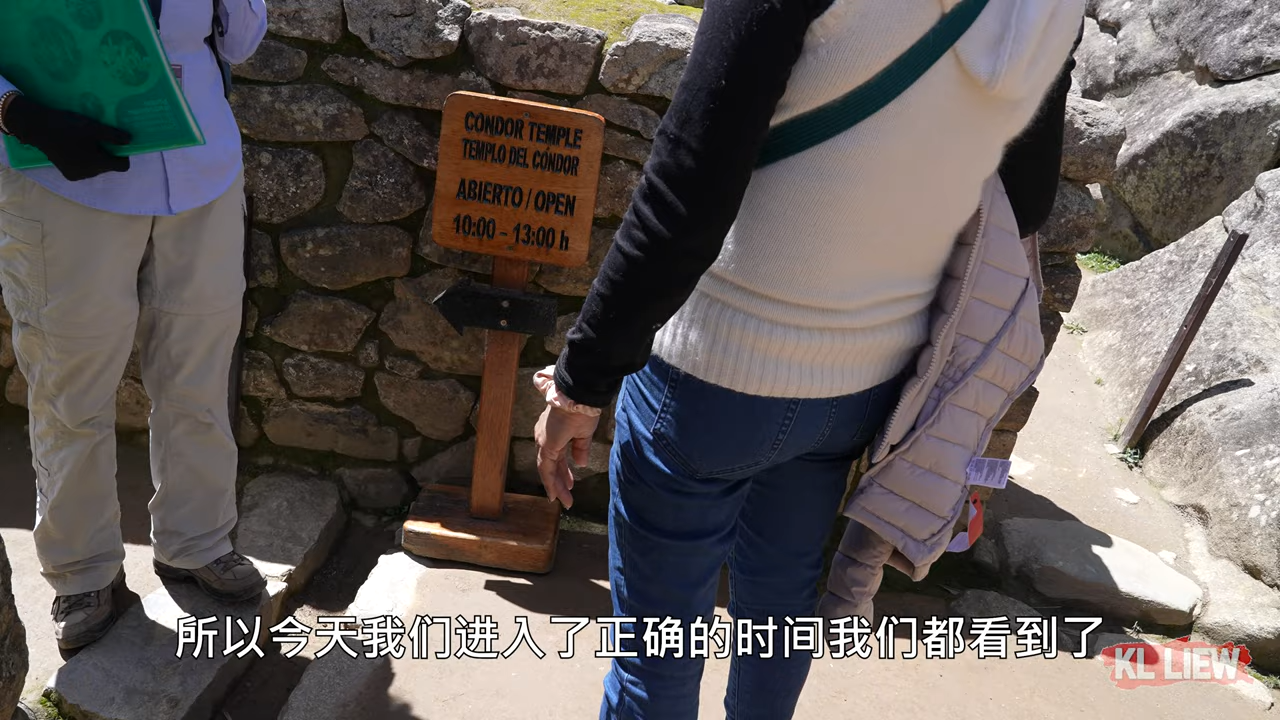 CONDOR TEMPLE
TEMPLO DEL CÓNDOR
ABIERTO / OPEN
10:00 - 13:00 h
所以今天我们进入了正确的时间我们都看到了
KL LIEW